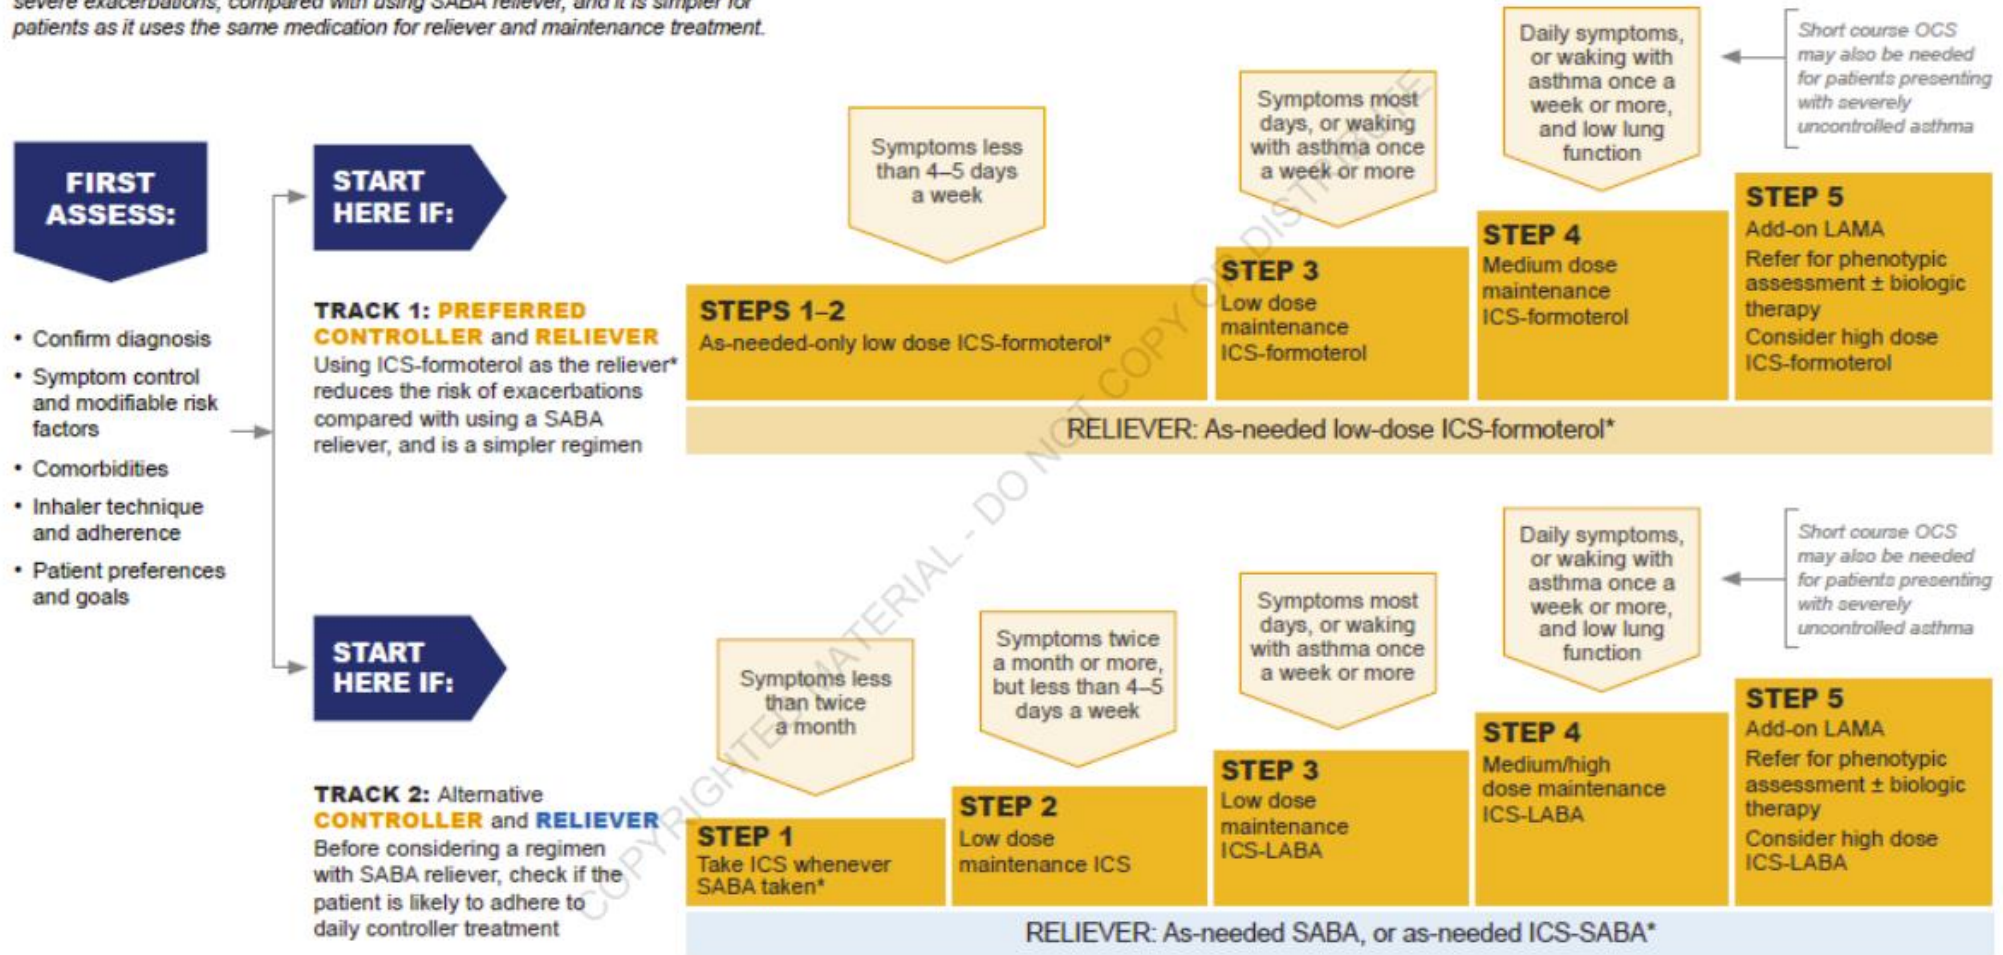 severe exacerbations, compared with using SABA reliever, and it is simpler for
patients as it uses the same medication for reliever and maintenance treatment.
FIRST
ASSESS:
• Confirm diagnosis
• Symptom control
and modifiable risk
factors
• Comorbidities
• Inhaler technique
and adherence
• Patient preferences
and goals
START
HERE IF:
TRACK 1: PREFERRED
CONTROLLER and RELIEVER
Using ICS-formoterol as the reliever*
reduces the risk of exacerbations
compared with using a SABA
reliever, and is a simpler regimen
Symptoms less
than 4–5 days
a week
Symptoms most
days, or waking
with asthma once
a week or more
Daily symptoms,
or waking with
asthma once a
week or more,
and low lung
function
Short course OCS
may also be needed
for patients presenting
with severely
uncontrolled asthma
STEPS 1–2
As-needed-only low dose ICS-formoterol*
STEP 3
Low dose
maintenance
ICS-formoterol
STEP 4
Medium dose
maintenance
ICS-formoterol
STEP 5
Add-on LAMA
Refer for phenotypic
assessment ± biologic
therapy
Consider high dose
ICS-formoterol
RELIEVER: As-needed low-dose ICS-formoterol*
START
HERE IF:
TRACK 2: Alternative
CONTROLLER and RELIEVER
Before considering a regimen
with SABA reliever, check if the
patient is likely to adhere to
daily controller treatment
Symptoms less
than twice
a month
Symptoms twice
a month or more,
but less than 4–5
days a week
Symptoms most
days, or waking
with asthma once
a week or more
Daily symptoms,
or waking with
asthma once a
week or more,
and low lung
function
Short course OCS
may also be needed
for patients presenting
with severely
uncontrolled asthma
STEP 1
Take ICS whenever
SABA taken*
STEP 2
Low dose
maintenance ICS
STEP 3
Low dose
maintenance
ICS-LABA
STEP 4
Medium/high
dose maintenance
ICS-LABA
STEP 5
Add-on LAMA
Refer for phenotypic
assessment ± biologic
therapy
Consider high dose
ICS-LABA
RELIEVER: As-needed SABA, or as-needed ICS-SABA*
COPYRIGHTED MATERIAL - DO NOT COPY OR DISTRIBUTE